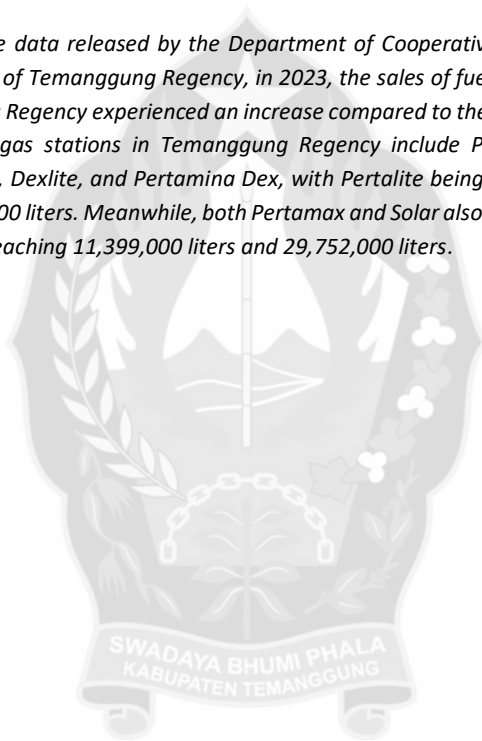 data released by the Department of Cooperativ
of Temanggung Regency, in 2023, the sales of fue
Regency experienced an increase compared to the
gas stations in Temanggung Regency include P
, Dexlite, and Pertamina Dex, with Pertalite being
00 liters. Meanwhile, both Pertamax and Solar also
eaching 11,399,000 liters and 29,752,000 liters.
SWADAYA BHUMI PHALA
KABUPATEN TEMANGGUNG